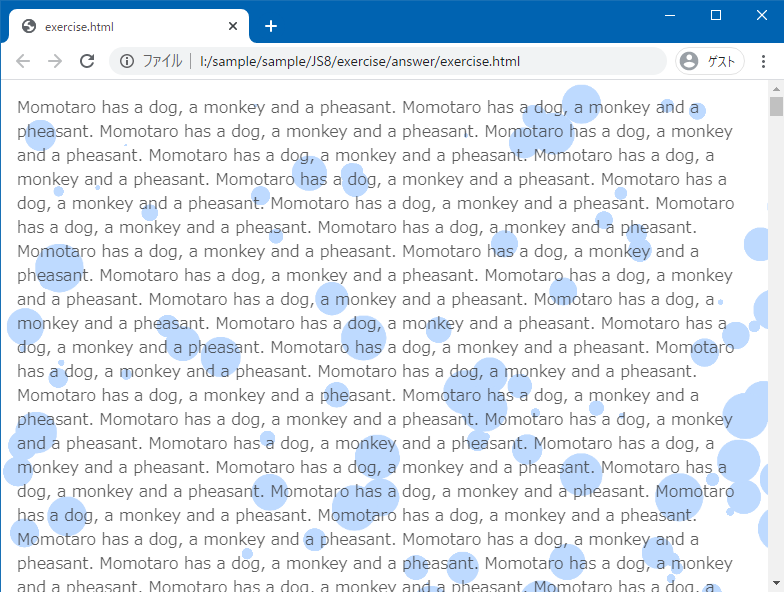 exercise.html
ファイル | I:/sample/sample/JS8/exercise/answer/exercise.html ゲスト
Momotaro has a dog, a monkey and a pheasant. Momotaro has a dog, a monkey and a
pheasant. Momotaro has a dog, a monkey and a pheasant. Momotaro has a dog, a monkey
and a pheasant. Momotaro has a dog, a monkey and a pheasant. Momotaro has a dog, a
monkey and a pheasant. Momotaro has a dog, a monkey and a pheasant. Momotaro has a
dog, a monkey and a pheasant. Momotaro has a dog, a monkey and a pheasant. Momotaro
has a dog, a monkey and a pheasant. Momotaro has a dog, a monkey and a pheasant.
Momotaro has a dog, a monkey and a pheasant. Momotaro has a dog, a monkey and a
pheasant. Momotaro has a dog, a monkey and a pheasant. Momotaro has a dog, a monkey
and a pheasant. Momotaro has a dog, a monkey and a pheasant. Momotaro has a dog, a
monkey and a pheasant. Momotaro has a dog, a monkey and a pheasant. Momotaro has a
dog, a monkey and a pheasant. Momotaro has a dog, a monkey and a pheasant. Momotaro
has a dog, a monkey and a pheasant. Momotaro has a dog, a monkey and a pheasant.
Momotaro has a dog, a monkey and a pheasant. Momotaro has a dog, a monkey and a
pheasant. Momotaro has a dog, a monkey and a pheasant. Momotaro has a dog, a monkey
and a pheasant. Momotaro has a dog, a monkey and a pheasant. Momotaro has a dog, a
monkey and a pheasant. Momotaro has a dog, a monkey and a pheasant. Momotaro has a
dog, a monkey and a pheasant. Momotaro has a dog, a monkey and a pheasant. Momotaro
has a dog, a monkey and a pheasant. Momotaro has a dog, a monkey and a pheasant.
Momotaro has a dog, a monkey and a pheasant. Momotaro has a dog, a monkey and a
pheasant. Momotaro has a dog, a monkey and a pheasant. Momotaro has a dog, a monkey
and a pheasant. Momotaro has a dog, a monkey and a pheasant. Momotaro has a dog, a